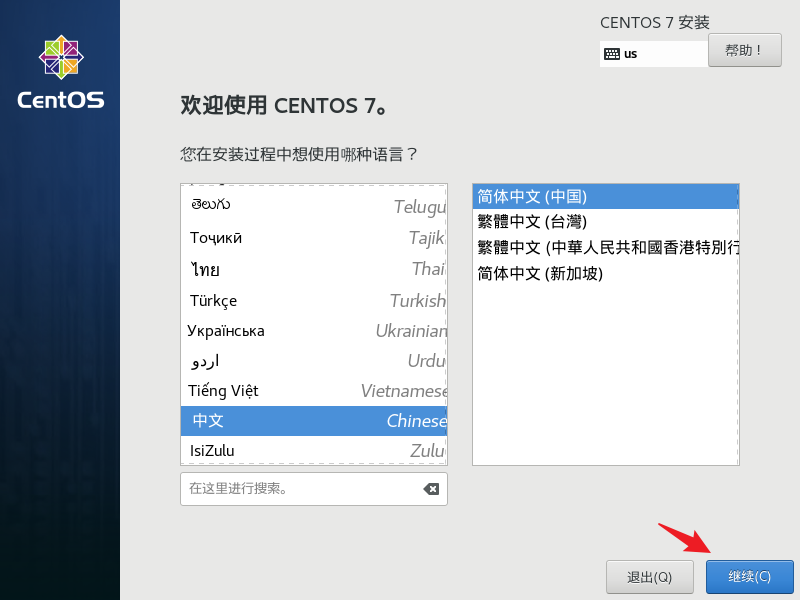 CentOS
CENTOS 7 安装
us
帮助！
欢迎使用 CENTOS 7。
您在安装过程中想使用哪种语言？
తెలుగు Telugu
Тоҷикӣ Tajik
ไทย Thai
Türkçe Turkish
Українська Ukrainian
اردو Urdu
Tiếng Việt Vietnamese
中文 Chinese
IsiZulu Zulu
在这里进行搜索。
简体中文 (中国)
繁體中文 (台灣)
繁體中文 (中華人民共和國香港特別行
简体中文 (新加坡)
退出(Q)
继续(C)